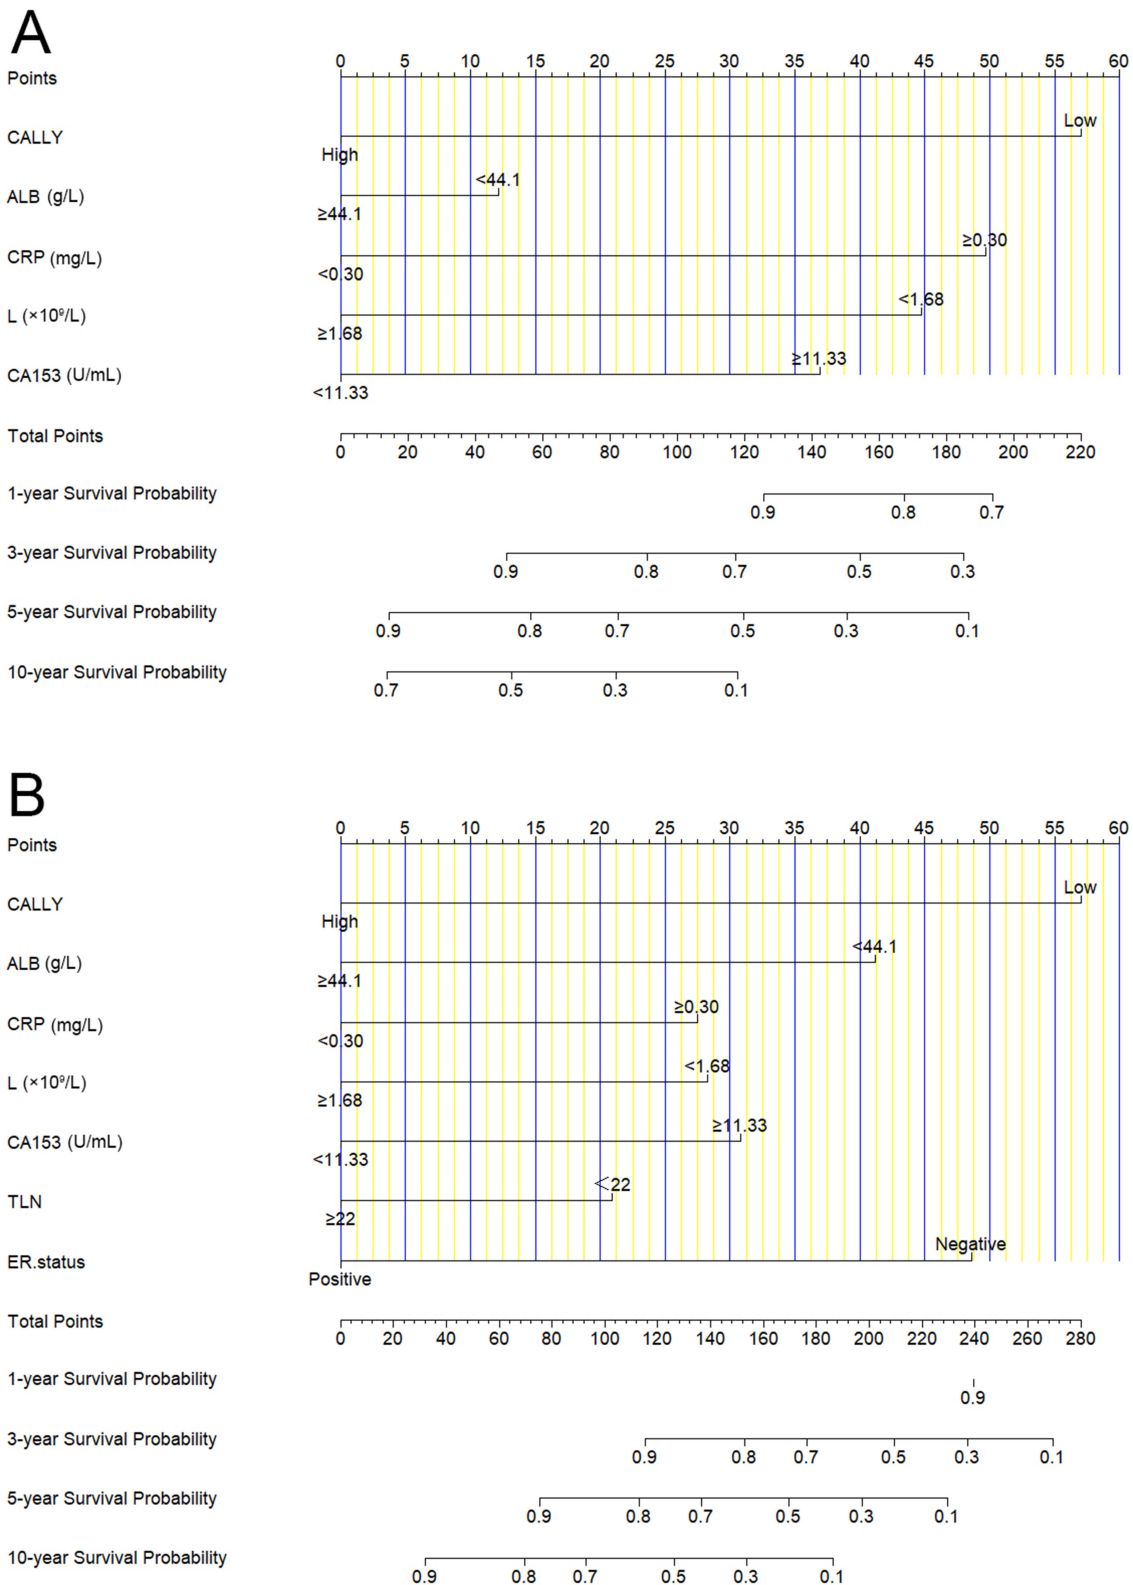 A
0 5 10 15 20 25 30 35 40 45 50 55 60
Points
Low
CALLY
High
<44.1
ALB (g/L)
≥44.1
≥0.30
CRP (mg/L)
<0.30
<1.68
L (×10⁹/L)
≥1.68
≥11.33
CA153 (U/mL)
<11.33
Total Points
0 20 40 60 80 100 120 140 160 180 200 220
1-year Survival Probability
0.9 0.8 0.7
3-year Survival Probability
0.9 0.8 0.7 0.5 0.3
5-year Survival Probability
0.9 0.8 0.7 0.5 0.3 0.1
10-year Survival Probability
0.7 0.5 0.3 0.1
B
0 5 10 15 20 25 30 35 40 45 50 55 60
Points
Low
CALLY
High
<44.1
ALB (g/L)
≥44.1
≥0.30
CRP (mg/L)
<0.30
<1.68
L (×10⁹/L)
≥1.68
≥11.33
CA153 (U/mL)
<11.33
<22
TLN
≥22
Negative
ER.status
Positive
Total Points
0 20 40 60 80 100 120 140 160 180 200 220 240 260 280
1-year Survival Probability
0.9
3-year Survival Probability
0.9 0.8 0.7 0.5 0.3 0.1
5-year Survival Probability
0.9 0.8 0.7 0.5 0.3 0.1
10-year Survival Probability
0.9 0.8 0.7 0.5 0.3 0.1